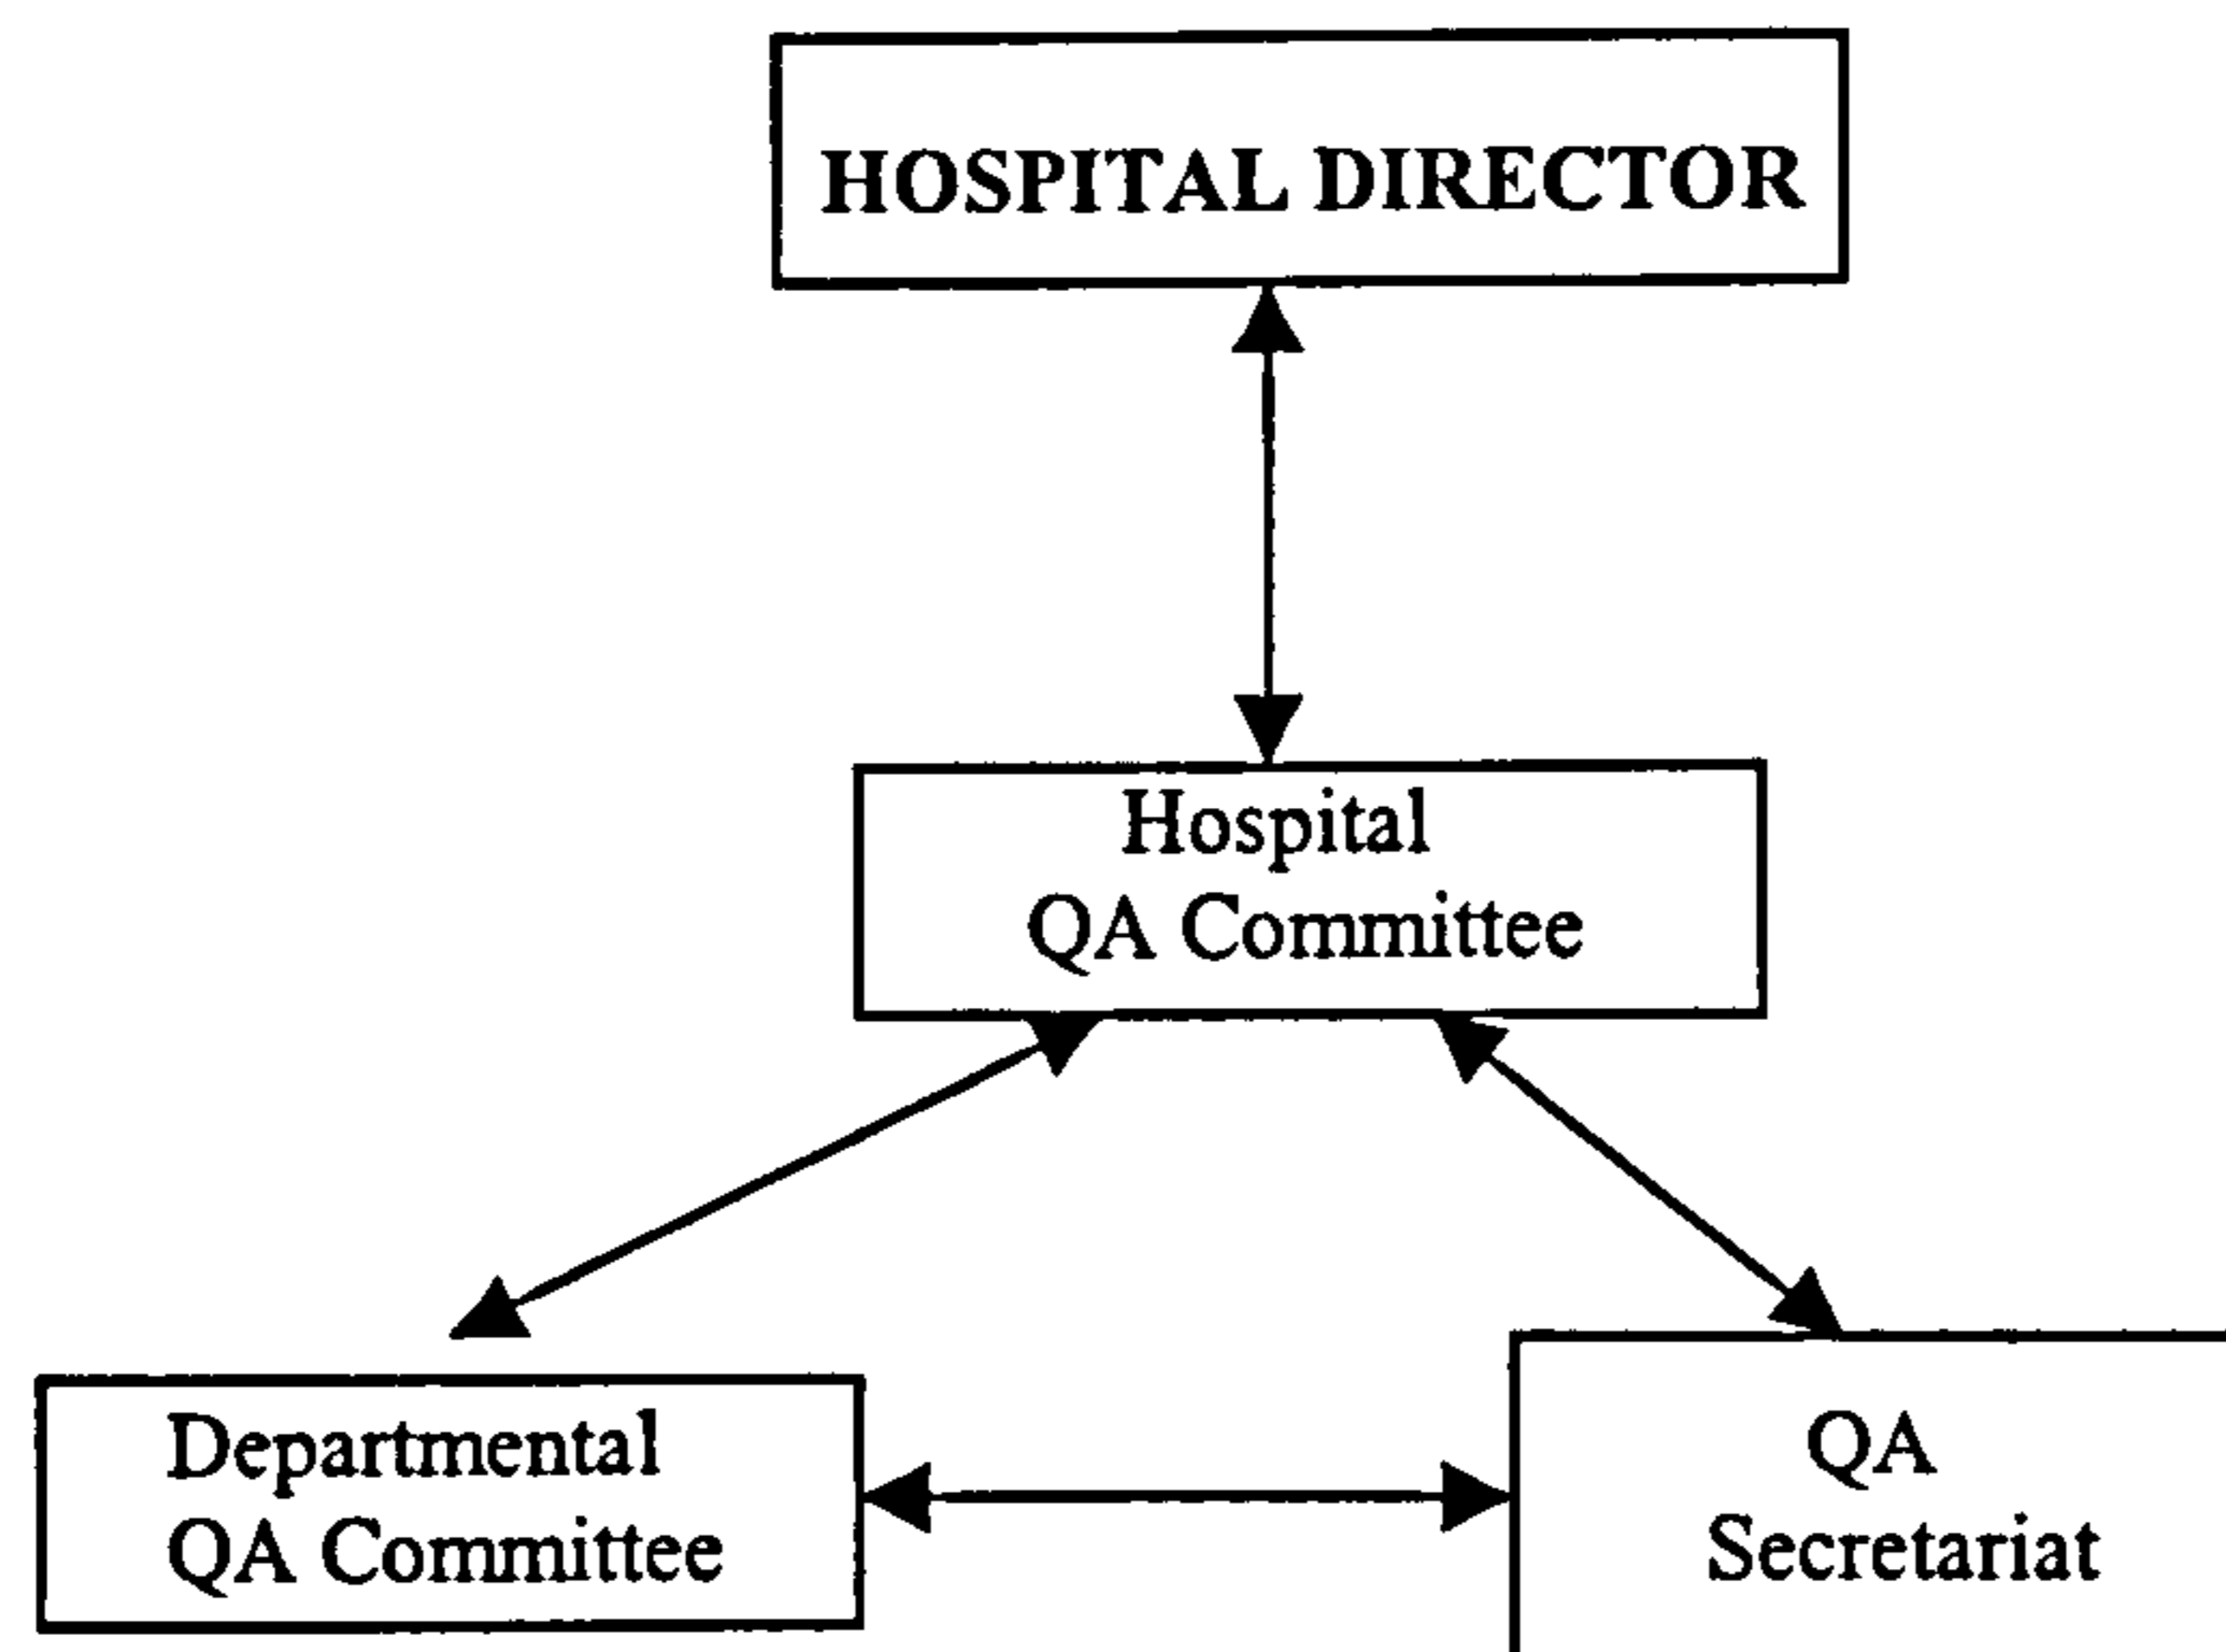 HOSPITAL DIRECTOR
Hospital
QA Committee
Departmental
QA Committee
QA
Secretariat